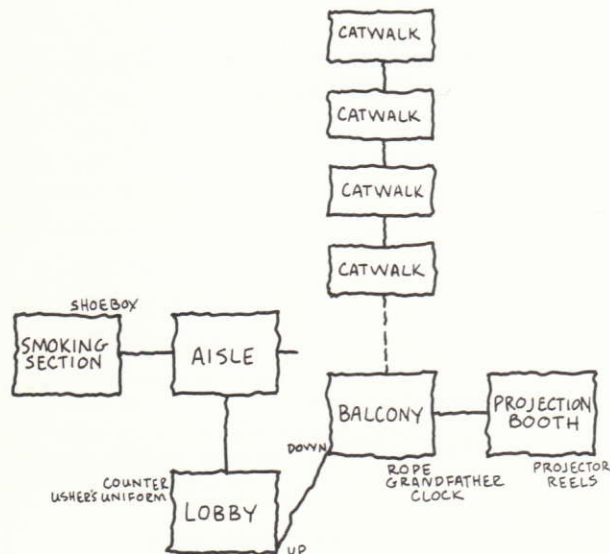 CATWALK
CATWALK
CATWALK
CATWALK
SHOEBOX
SMOKING
SECTION
AISLE
BALCONY
PROJECTION
BOOTH
DOWN
ROPE
GRANDFATHER
CLOCK
PROJECTOR
REELS
COUNTER
USHER'S UNIFORM
LOBBY
UP